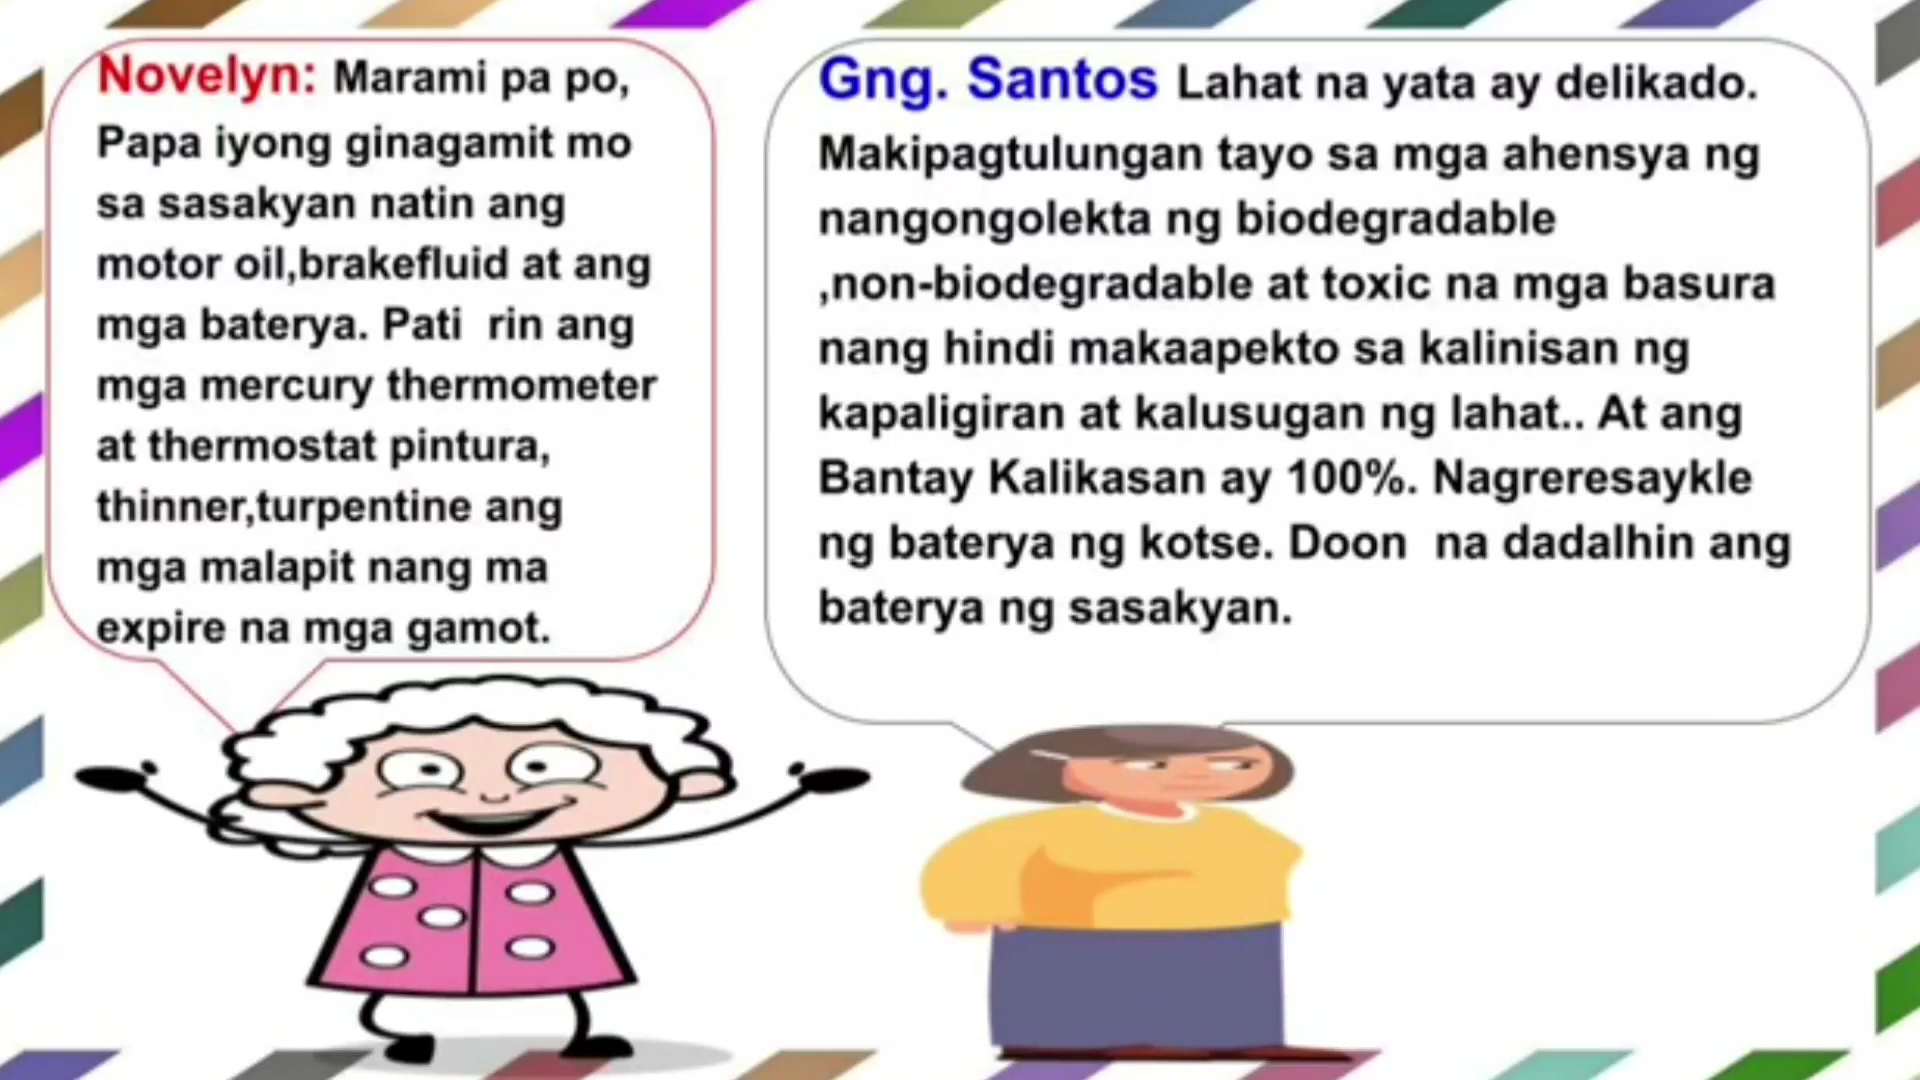 Novelyn: Marami pa po,
Papa iyong ginagamit mo
sa sasakyan natin ang
motor oil,brakefluid at ang
mga baterya. Pati rin ang
mga mercury thermometer
at thermostat pintura,
thinner,turpentine ang
mga malapit nang ma
expire na mga gamot.
Gng. Santos Lahat na yata ay delikado.
Makipagtulungan tayo sa mga ahensya ng
nangongolekta ng biodegradable
,non-biodegradable at toxic na mga basura
nang hindi makaapekto sa kalinisan ng
kapaligiran at kalusugan ng lahat.. At ang
Bantay Kalikasan ay 100%. Nagreresaykle
ng baterya ng kotse. Doon na dadalhin ang
baterya ng sasakyan.